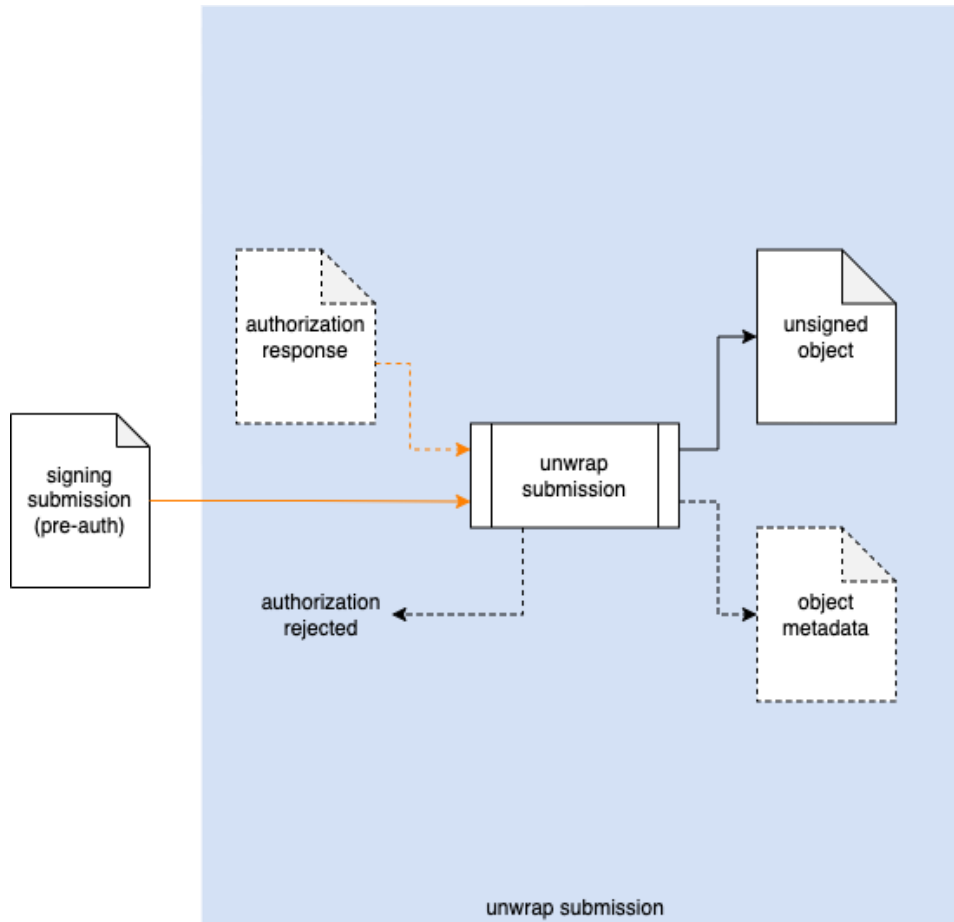 authorization
response
unsigned
object
signing
submission
(pre-auth)
unwrap
submission
authorization
rejected
object
metadata
unwrap submission